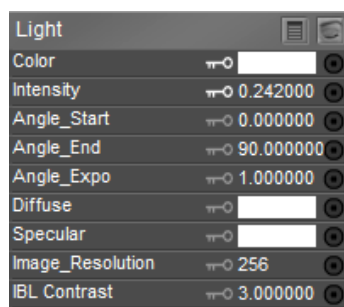 Light
Color
Intensity 0.242000
Angle_Start 0.000000
Angle_End 90.000000
Angle_Expo 1.000000
Diffuse
Specular
Image_Resolution 256
IBL Contrast 3.000000